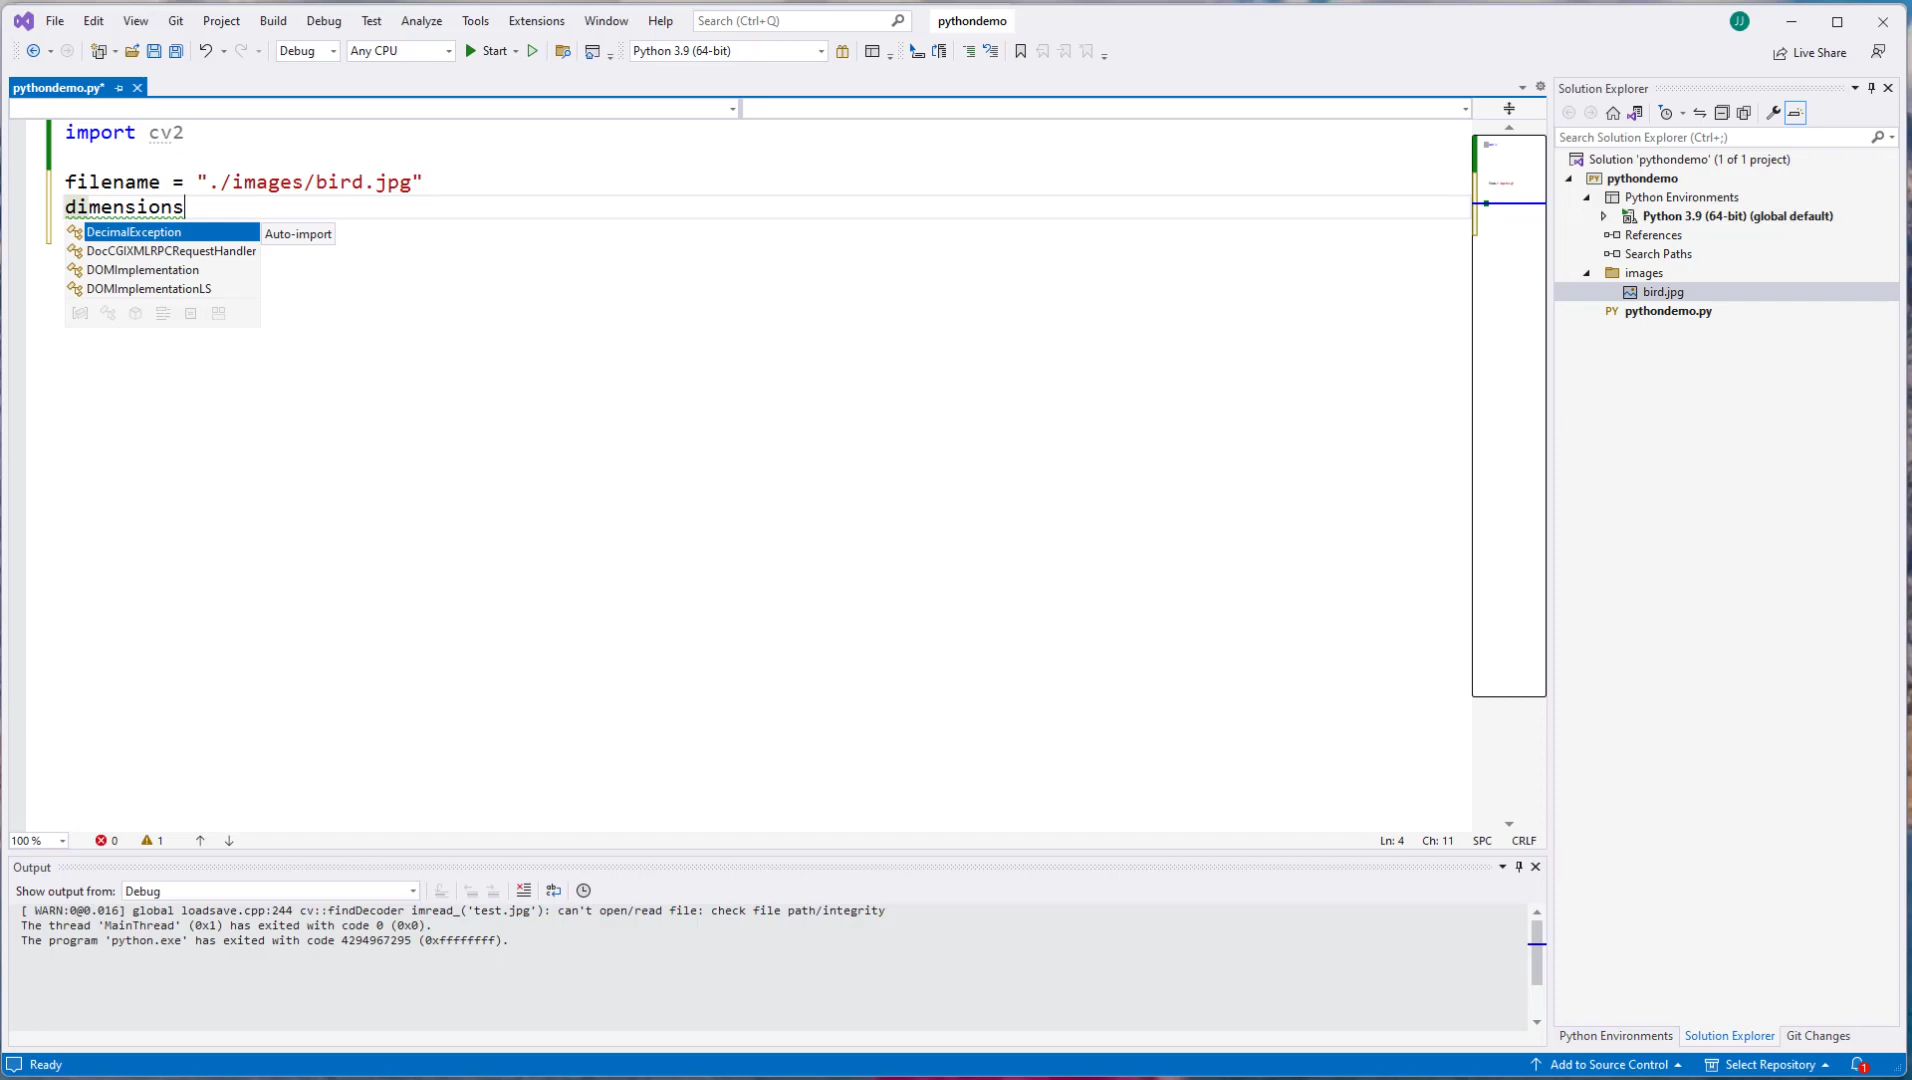 File Edit View Git Project Build Debug Test Analyze Tools Extensions Window Help Search (Ctrl+Q) pythondemo JJ
Debug Any CPU Start Python 3.9 (64-bit) Live Share
pythondemo.py*
import cv2
filename = "./images/bird.jpg"
dimensions
DecimalException Auto-import
DocCGIXMLRPCRequestHandler
DOMImplementation
DOMImplementationLS
100 % 0 1 Ln: 4 Ch: 11 SPC CRLF
Output
Show output from: Debug
[ WARN:0@0.016] global loadsave.cpp:244 cv::findDecoder imread_('test.jpg'): can't open/read file: check file path/integrity
The thread 'MainThread' (0x1) has exited with code 0 (0x0).
The program 'python.exe' has exited with code 4294967295 (0xffffffff).
Solution Explorer
Search Solution Explorer (Ctrl+;)
Solution 'pythondemo' (1 of 1 project)
PY pythondemo
Python Environments
Python 3.9 (64-bit) (global default)
References
Search Paths
images
bird.jpg
PY pythondemo.py
Python Environments Solution Explorer Git Changes
Ready Add to Source Control Select Repository 1